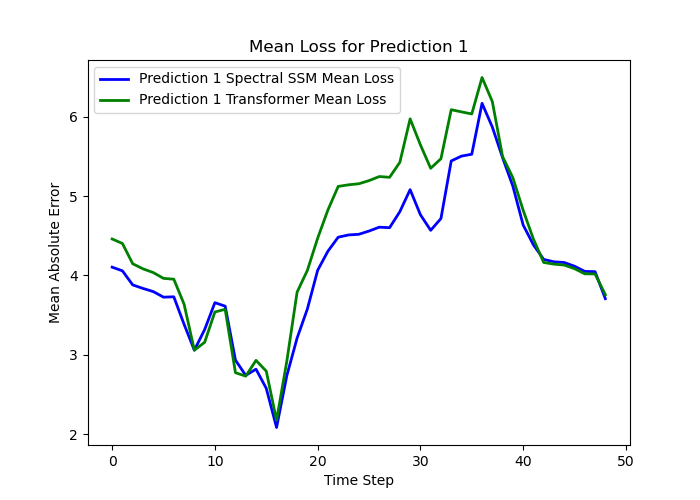 Mean Loss for Prediction 1
Prediction 1 Spectral SSM Mean Loss
Prediction 1 Transformer Mean Loss
Mean Absolute Error
6
5
4
3
2
0 10 20 30 40 50
Time Step